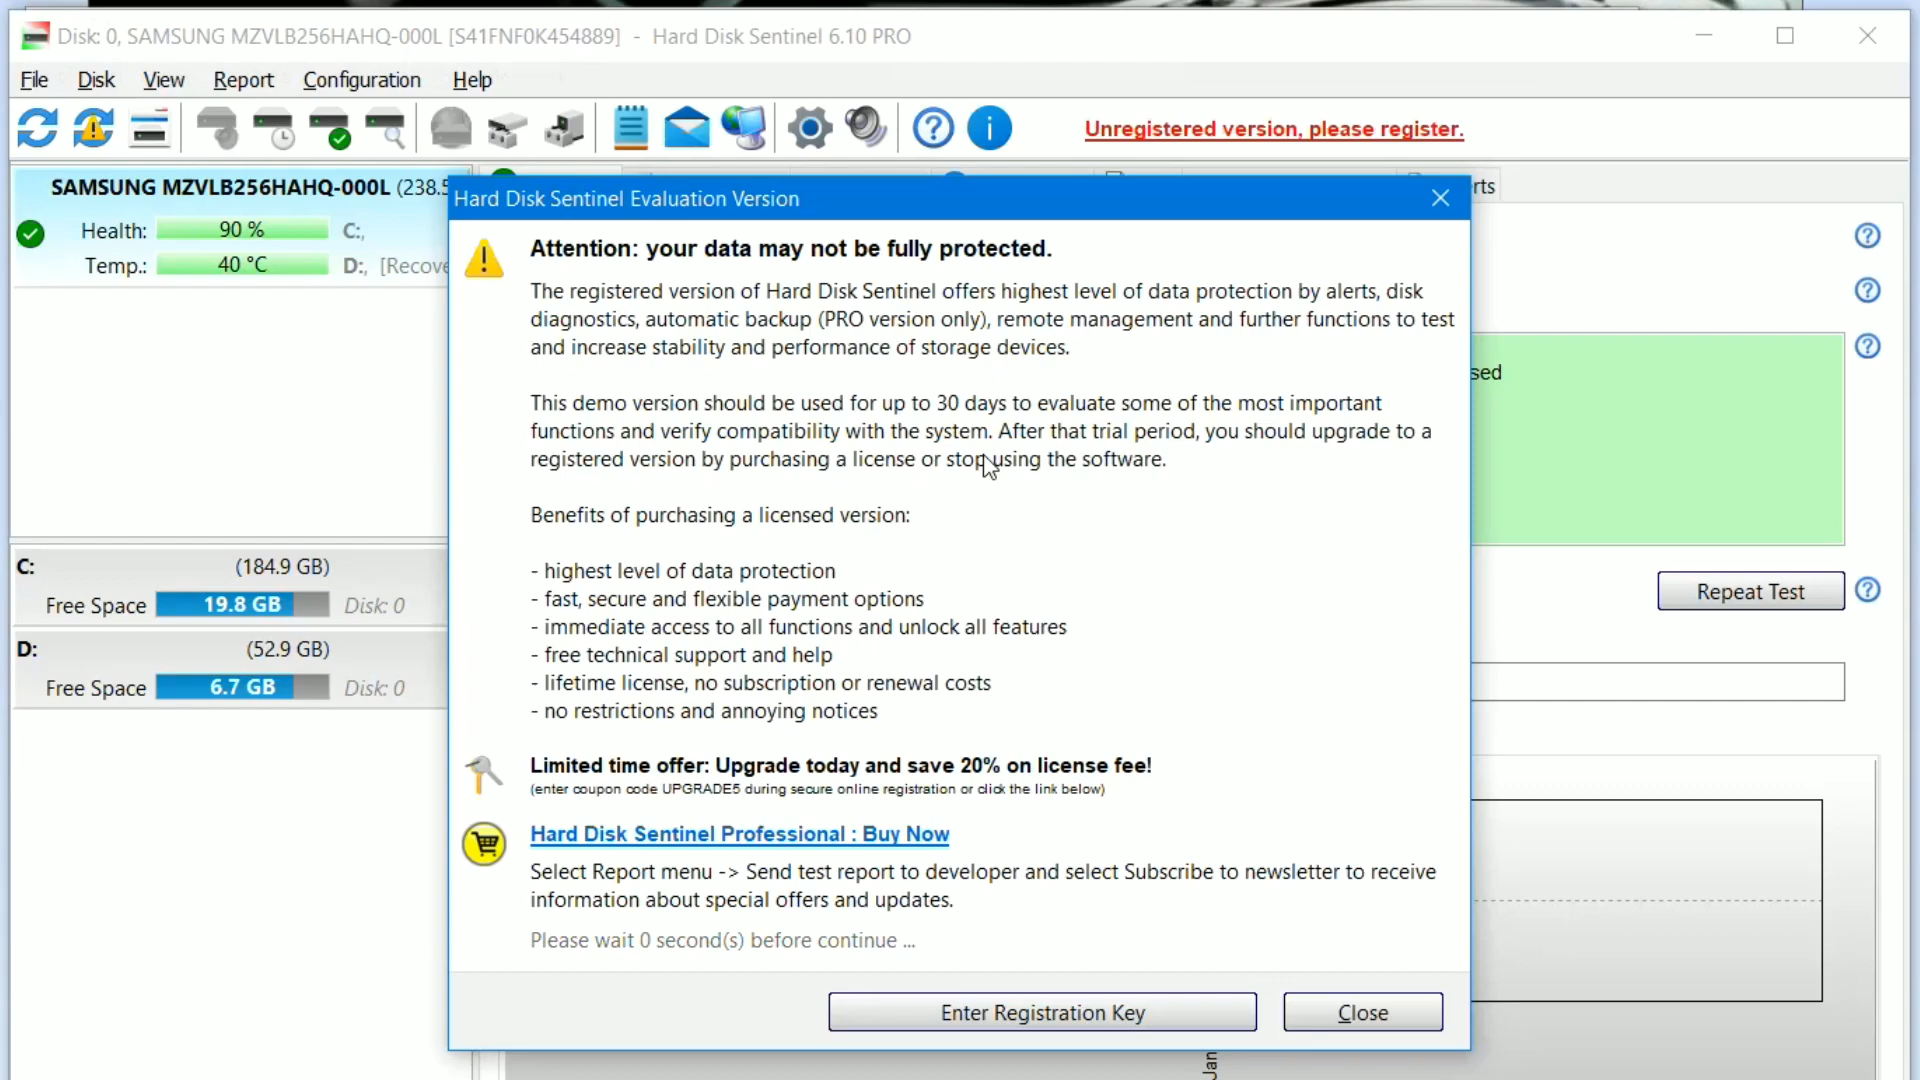 Disk: 0, SAMSUNG MZVLB256HAHQ-000L [S41FNF0K454889] - Hard Disk Sentinel 6.10 PRO
File Disk View Report Configuration Help
Unregistered version, please register.
SAMSUNG MZVLB256HAHQ-000L (238.5
rts
Health: 90 % C:,
Temp.: 40 °C D:, [Recove
Hard Disk Sentinel Evaluation Version
Attention: your data may not be fully protected.
The registered version of Hard Disk Sentinel offers highest level of data protection by alerts, disk
diagnostics, automatic backup (PRO version only), remote management and further functions to test
and increase stability and performance of storage devices.
sed
This demo version should be used for up to 30 days to evaluate some of the most important
functions and verify compatibility with the system. After that trial period, you should upgrade to a
registered version by purchasing a license or stop using the software.
Benefits of purchasing a licensed version:
- highest level of data protection
- fast, secure and flexible payment options
- immediate access to all functions and unlock all features
- free technical support and help
- lifetime license, no subscription or renewal costs
- no restrictions and annoying notices
C: (184.9 GB)
Free Space 19.8 GB Disk: 0
D: (52.9 GB)
Free Space 6.7 GB Disk: 0
Repeat Test
Limited time offer: Upgrade today and save 20% on license fee!
(enter coupon code UPGRADE5 during secure online registration or click the link below)
Hard Disk Sentinel Professional : Buy Now
Select Report menu -> Send test report to developer and select Subscribe to newsletter to receive
information about special offers and updates.
Please wait 0 second(s) before continue ...
Enter Registration Key
Close
Jan